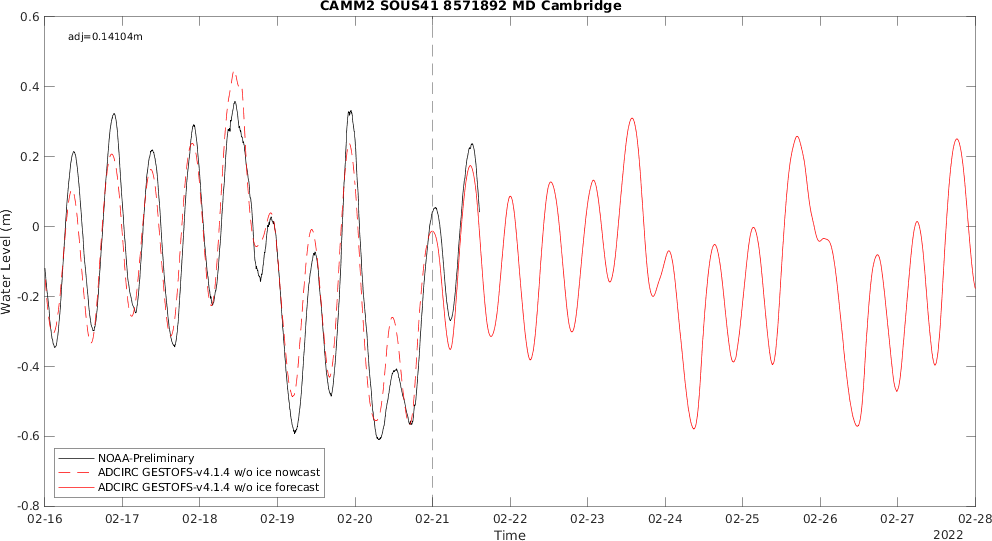 CAMM2 SOUS41 8571892 MD Cambridge
adj=0.14104m
0.6
0.4
0.2
0
-0.2
-0.4
-0.6
-0.8
Water Level (m)
NOAA-Preliminary
ADCIRC GESTOFS-v4.1.4 w/o ice nowcast
ADCIRC GESTOFS-v4.1.4 w/o ice forecast
02-16 02-17 02-18 02-19 02-20 02-21 02-22 02-23 02-24 02-25 02-26 02-27 02-28
Time
2022